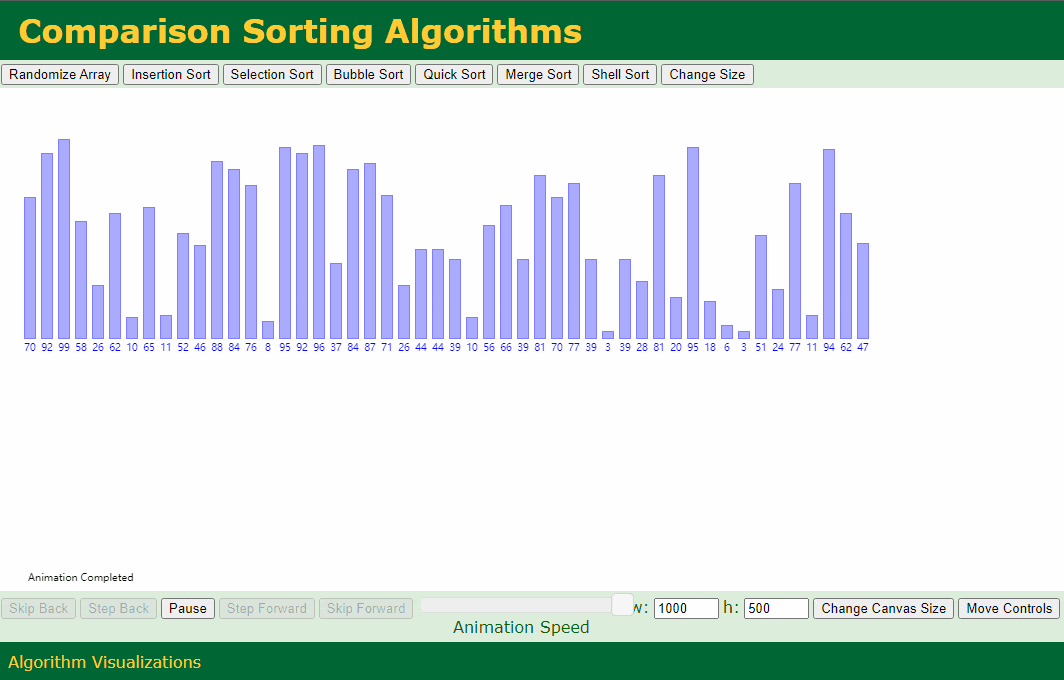 Comparison Sorting Algorithms
Randomize Array Insertion Sort Selection Sort Bubble Sort Quick Sort Merge Sort Shell Sort Change Size
70 92 99 58 26 62 10 65 11 52 46 88 84 76 8 95 92 96 37 84 87 71 26 44 44 39 10 56 66 39 81 70 77 39 3 39 28 81 20 95 18 6 3 51 24 77 11 94 62 47
Animation Completed
Skip Back Step Back Pause Step Forward Skip Forward w: 1000 h: 500 Change Canvas Size Move Controls
Animation Speed
Algorithm Visualizations